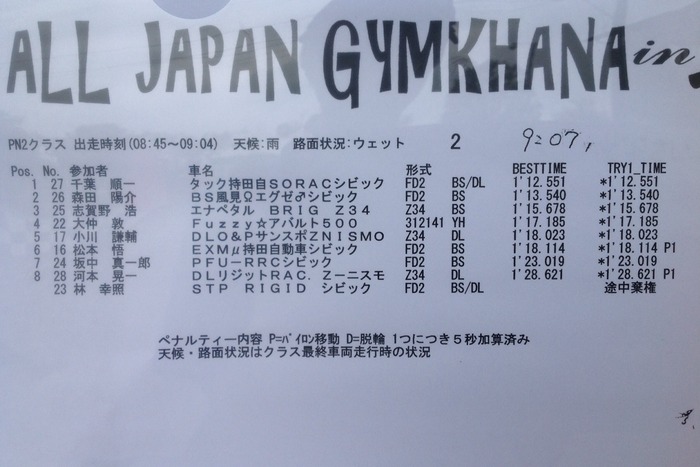 ALL JAPAN GYMKHANA in
PN2クラス 出走時刻(08:45～09:04) 天候:雨 路面状況:ウェット 2 9:07,
Pos. No. 参加者 車名 形式 BESTTIME TRY1_TIME
1 27 千葉 順一 タック持田自SORACシビック FD2 BS/DL 1'12.551 *1'12.551
2 26 森田 陽介 BS風見Ωエグゼ♂シビック FD2 BS 1'13.540 *1'13.540
3 25 志賀野 浩 エナペタル BRIG Z34 Z34 BS 1'15.678 *1'15.678
4 22 大仲 敦 Fuzzy☆アバルト500 312141 YH 1'17.185 *1'17.185
5 17 小川 謙輔 DLO&PサンスポZNISMO Z34 DL 1'18.023 *1'18.023
6 16 松本 悟 EXMμ持田自動車シビック FD2 DL 1'18.114 *1'18.114 P1
7 24 坂中 真一郎 PFU-RRCシビック FD2 BS 1'23.019 *1'23.019
8 28 河本 晃一 DLリジットRAC. Zーニスモ Z34 DL 1'28.621 *1'28.621 P1
23 林 幸照 STP RIGID シビック FD2 BS/DL 途中棄権
ペナルティー内容 P=ﾊﾟｲﾛﾝ移動 D=脱輪 1つにつき５秒加算済み
天候・路面状況はクラス最終車両走行時の状況